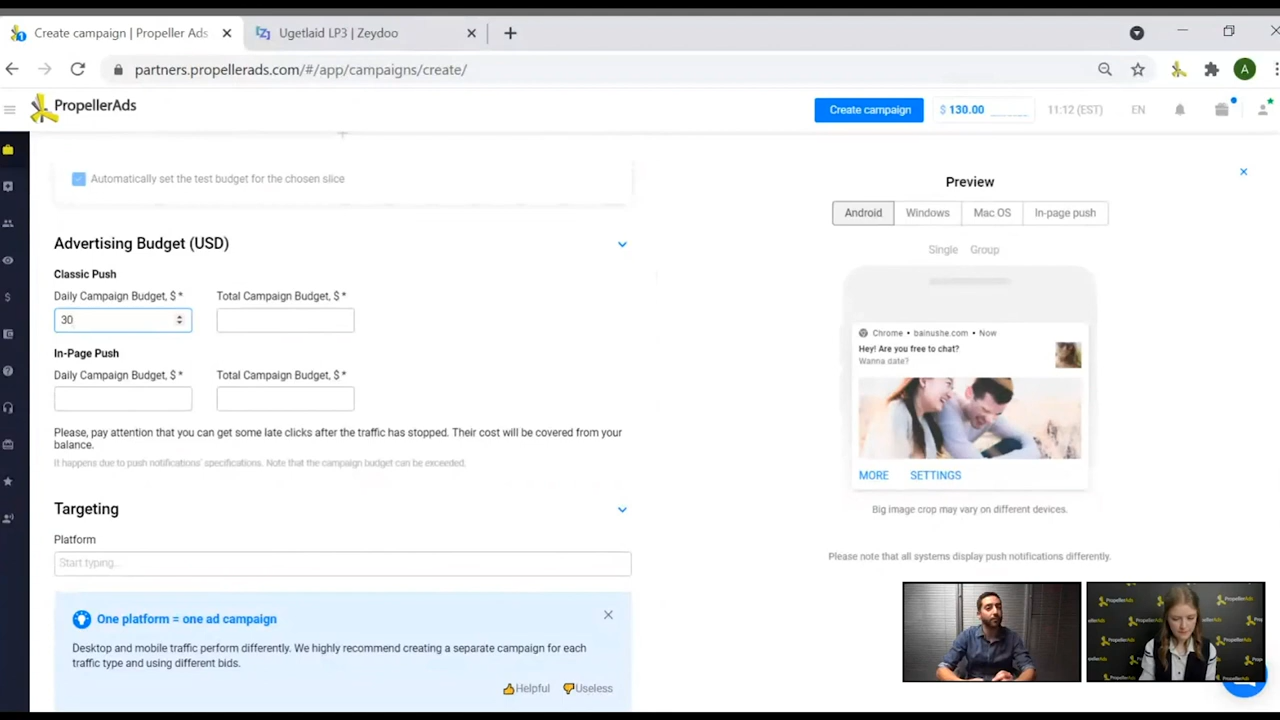 Create campaign | Propeller Ads
Ugetlaid LP3 | Zeydoo
partners.propellerads.com/#/app/campaigns/create/
A
PropellerAds
Create campaign
$ 130.00
11:12 (EST)
EN
Automatically set the test budget for the chosen slice
Advertising Budget (USD)
Classic Push
Daily Campaign Budget, $ *
Total Campaign Budget, $ *
30
In-Page Push
Daily Campaign Budget, $ *
Total Campaign Budget, $ *
Please, pay attention that you can get some late clicks after the traffic has stopped. Their cost will be covered from your
balance.
It happens due to push notifications' specifications. Note that the campaign budget can be exceeded.
Targeting
Platform
Start typing...
One platform = one ad campaign
Desktop and mobile traffic perform differently. We highly recommend creating a separate campaign for each
traffic type and using different bids.
Helpful
Useless
Preview
Android
Windows
Mac OS
In-page push
Single
Group
Chrome • bainushe.com • Now
Hey! Are you free to chat?
Wanna date?
MORE
SETTINGS
Big image crop may vary on different devices.
Please note that all systems display push notifications differently.
PropellerAds